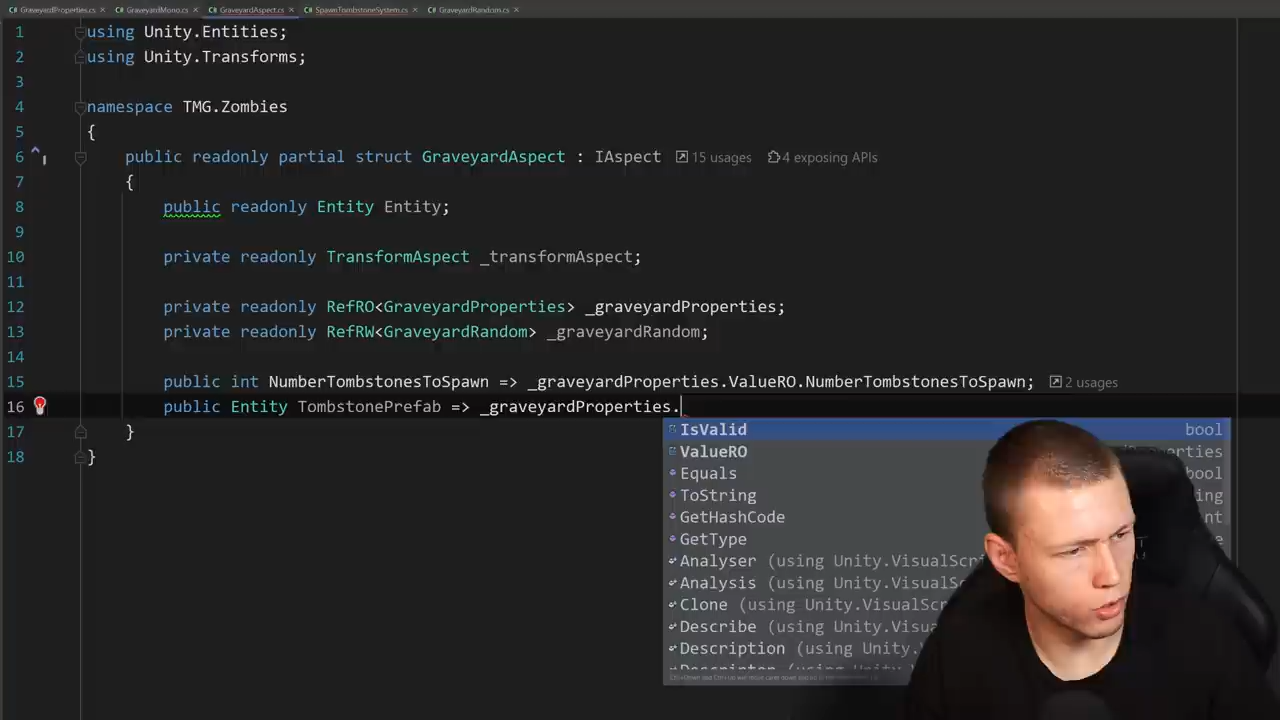 GraveyardProperties.cs × GraveyardMono.cs × GraveyardAspect.cs × SpawnTombstoneSystem.cs × GraveyardRandom.cs ×
1 using Unity.Entities;
2 using Unity.Transforms;
3
4 namespace TMG.Zombies
5 {
6 public readonly partial struct GraveyardAspect : IAspect 15 usages 4 exposing APIs
7 {
8 public readonly Entity Entity;
9
10 private readonly TransformAspect _transformAspect;
11
12 private readonly RefRO<GraveyardProperties> _graveyardProperties;
13 private readonly RefRW<GraveyardRandom> _graveyardRandom;
14
15 public int NumberTombstonesToSpawn => _graveyardProperties.ValueRO.NumberTombstonesToSpawn; 2 usages
16 public Entity TombstonePrefab => _graveyardProperties.
17 }
18 }
IsValid bool
ValueRO
Equals bool
ToString
GetHashCode
GetType
Analyser (using Unity.VisualScri
Analysis (using Unity.VisualScr
Clone (using Unity.VisualScr
Describe (using Unity.Visua
Description (using Unity.V